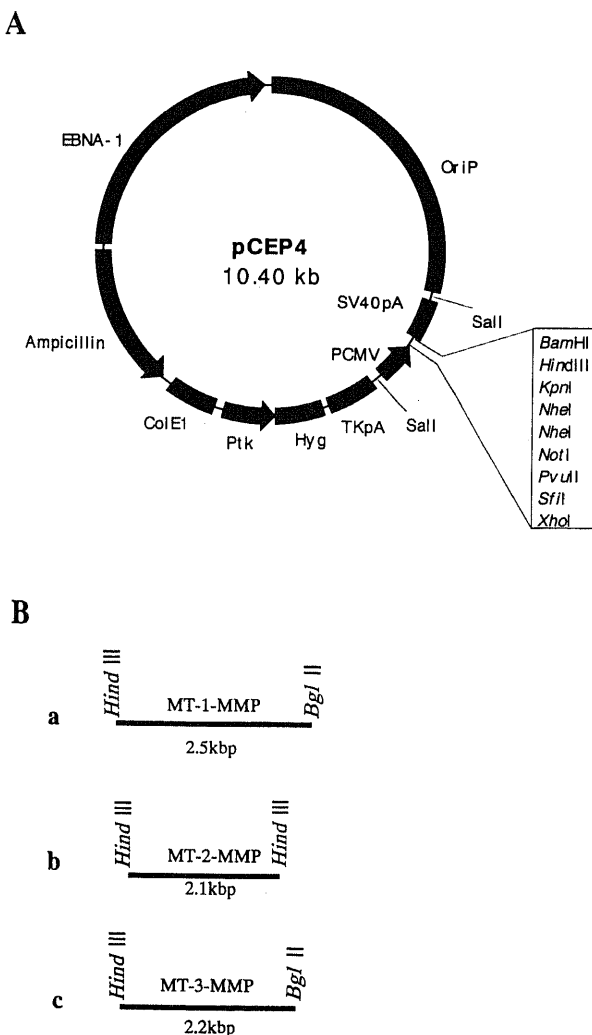 A
EBNA-1
OriP
pCEP4
10.40 kb
SV40pA
SalI
Ampicillin
PCMV
BamHI
HindIII
KpnI
NheI
NheI
NotI
PvuII
SfiI
XhoI
ColE1
Ptk
Hyg
TKpA
SalI
B
a
Hind III
MT-1-MMP
Bgl II
2.5kbp
b
Hind III
MT-2-MMP
Hind III
2.1kbp
c
Hind III
MT-3-MMP
Bgl II
2.2kbp